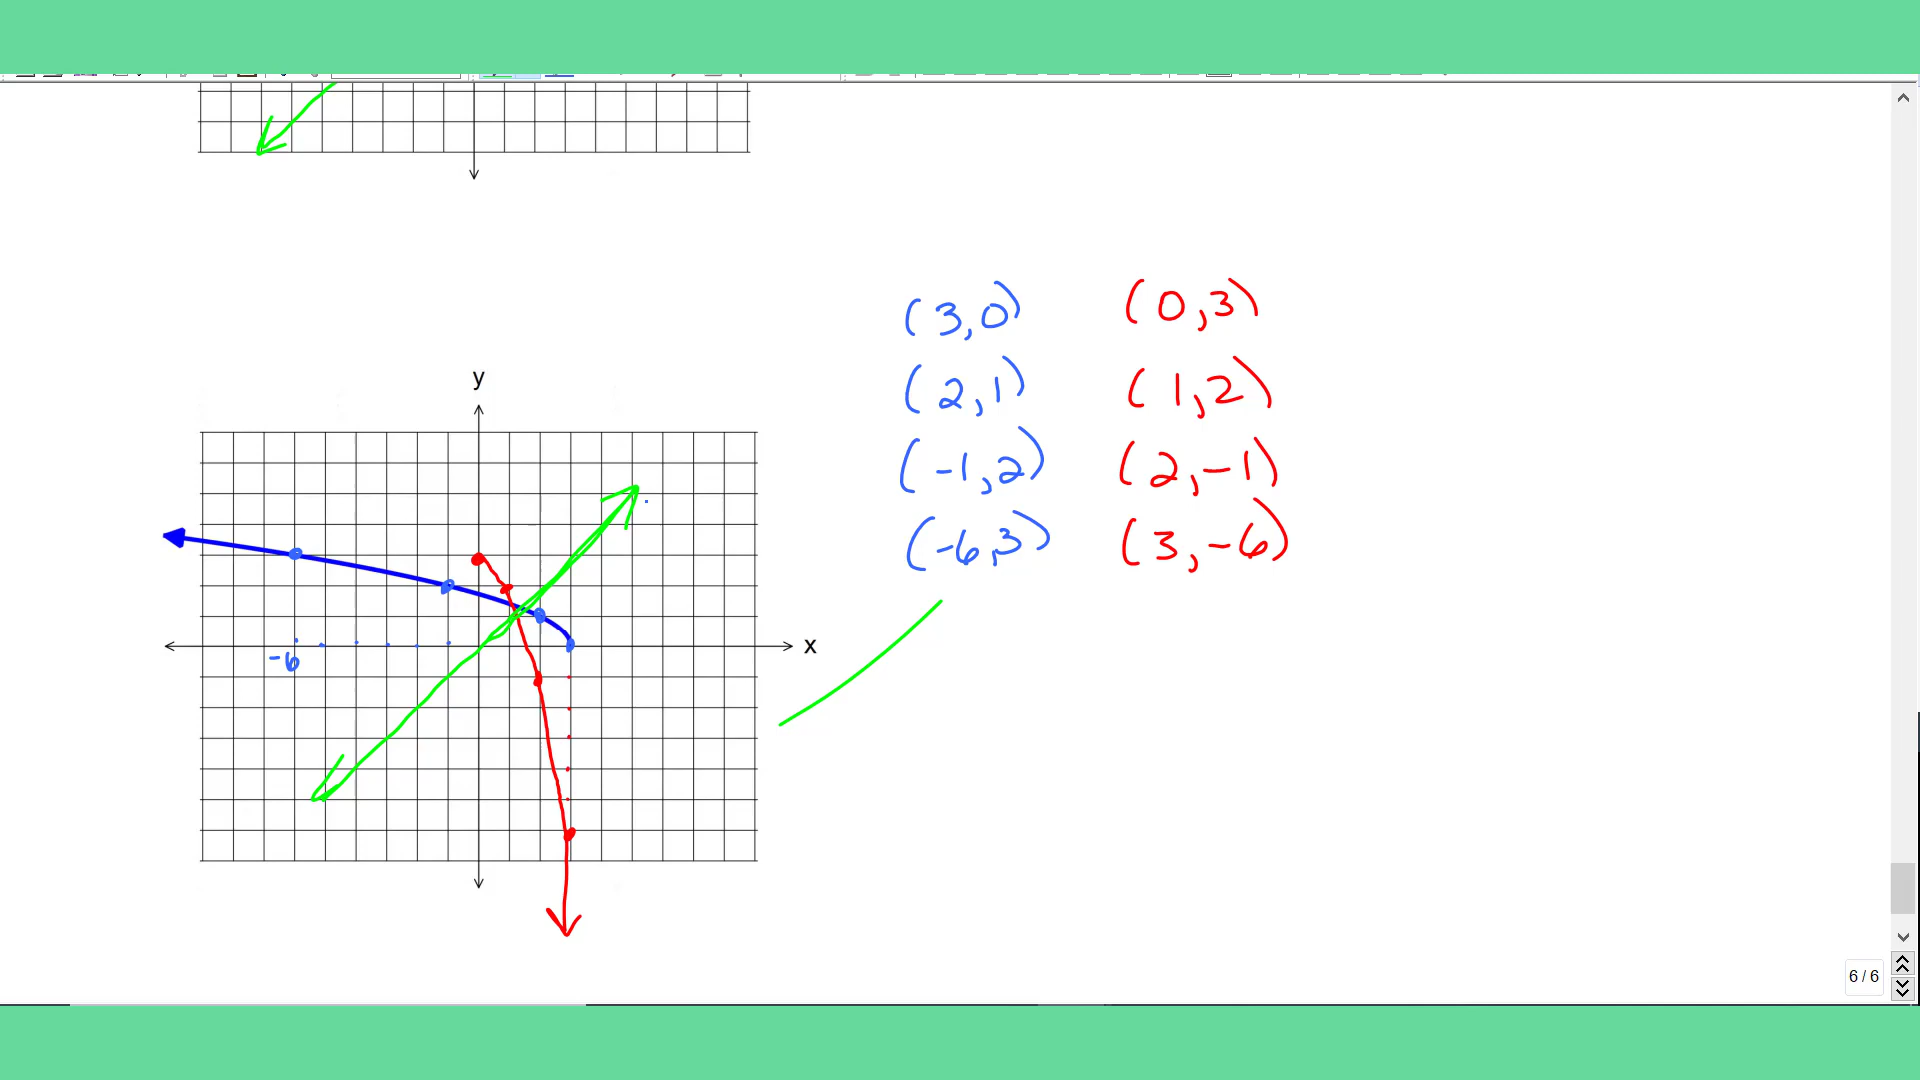 (3,0) (0,3)
(2,1) (1,2)
(-1,2) (2,-1)
(-6,3) (3,-6)
y
x
-6
6 / 6